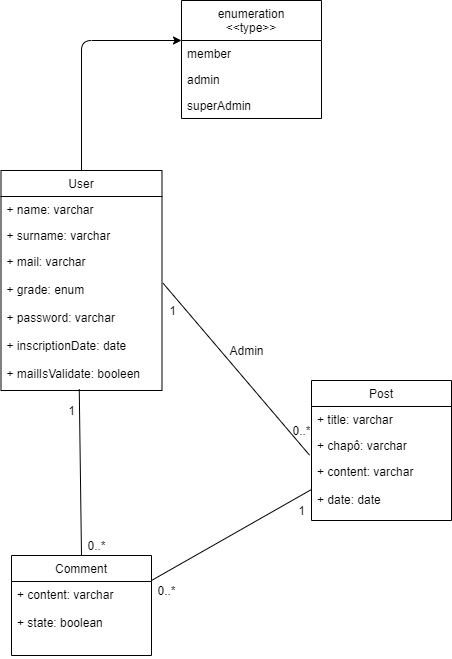 enumeration
<<type>>
member
admin
superAdmin
User
+ name: varchar
+ surname: varchar
+ mail: varchar
+ grade: enum
+ password: varchar
+ inscriptionDate: date
+ mailIsValidate: booleen
1
Admin
0..*
1
Post
+ title: varchar
+ chapô: varchar
+ content: varchar
+ date: date
1
0..*
0..*
Comment
+ content: varchar
+ state: boolean